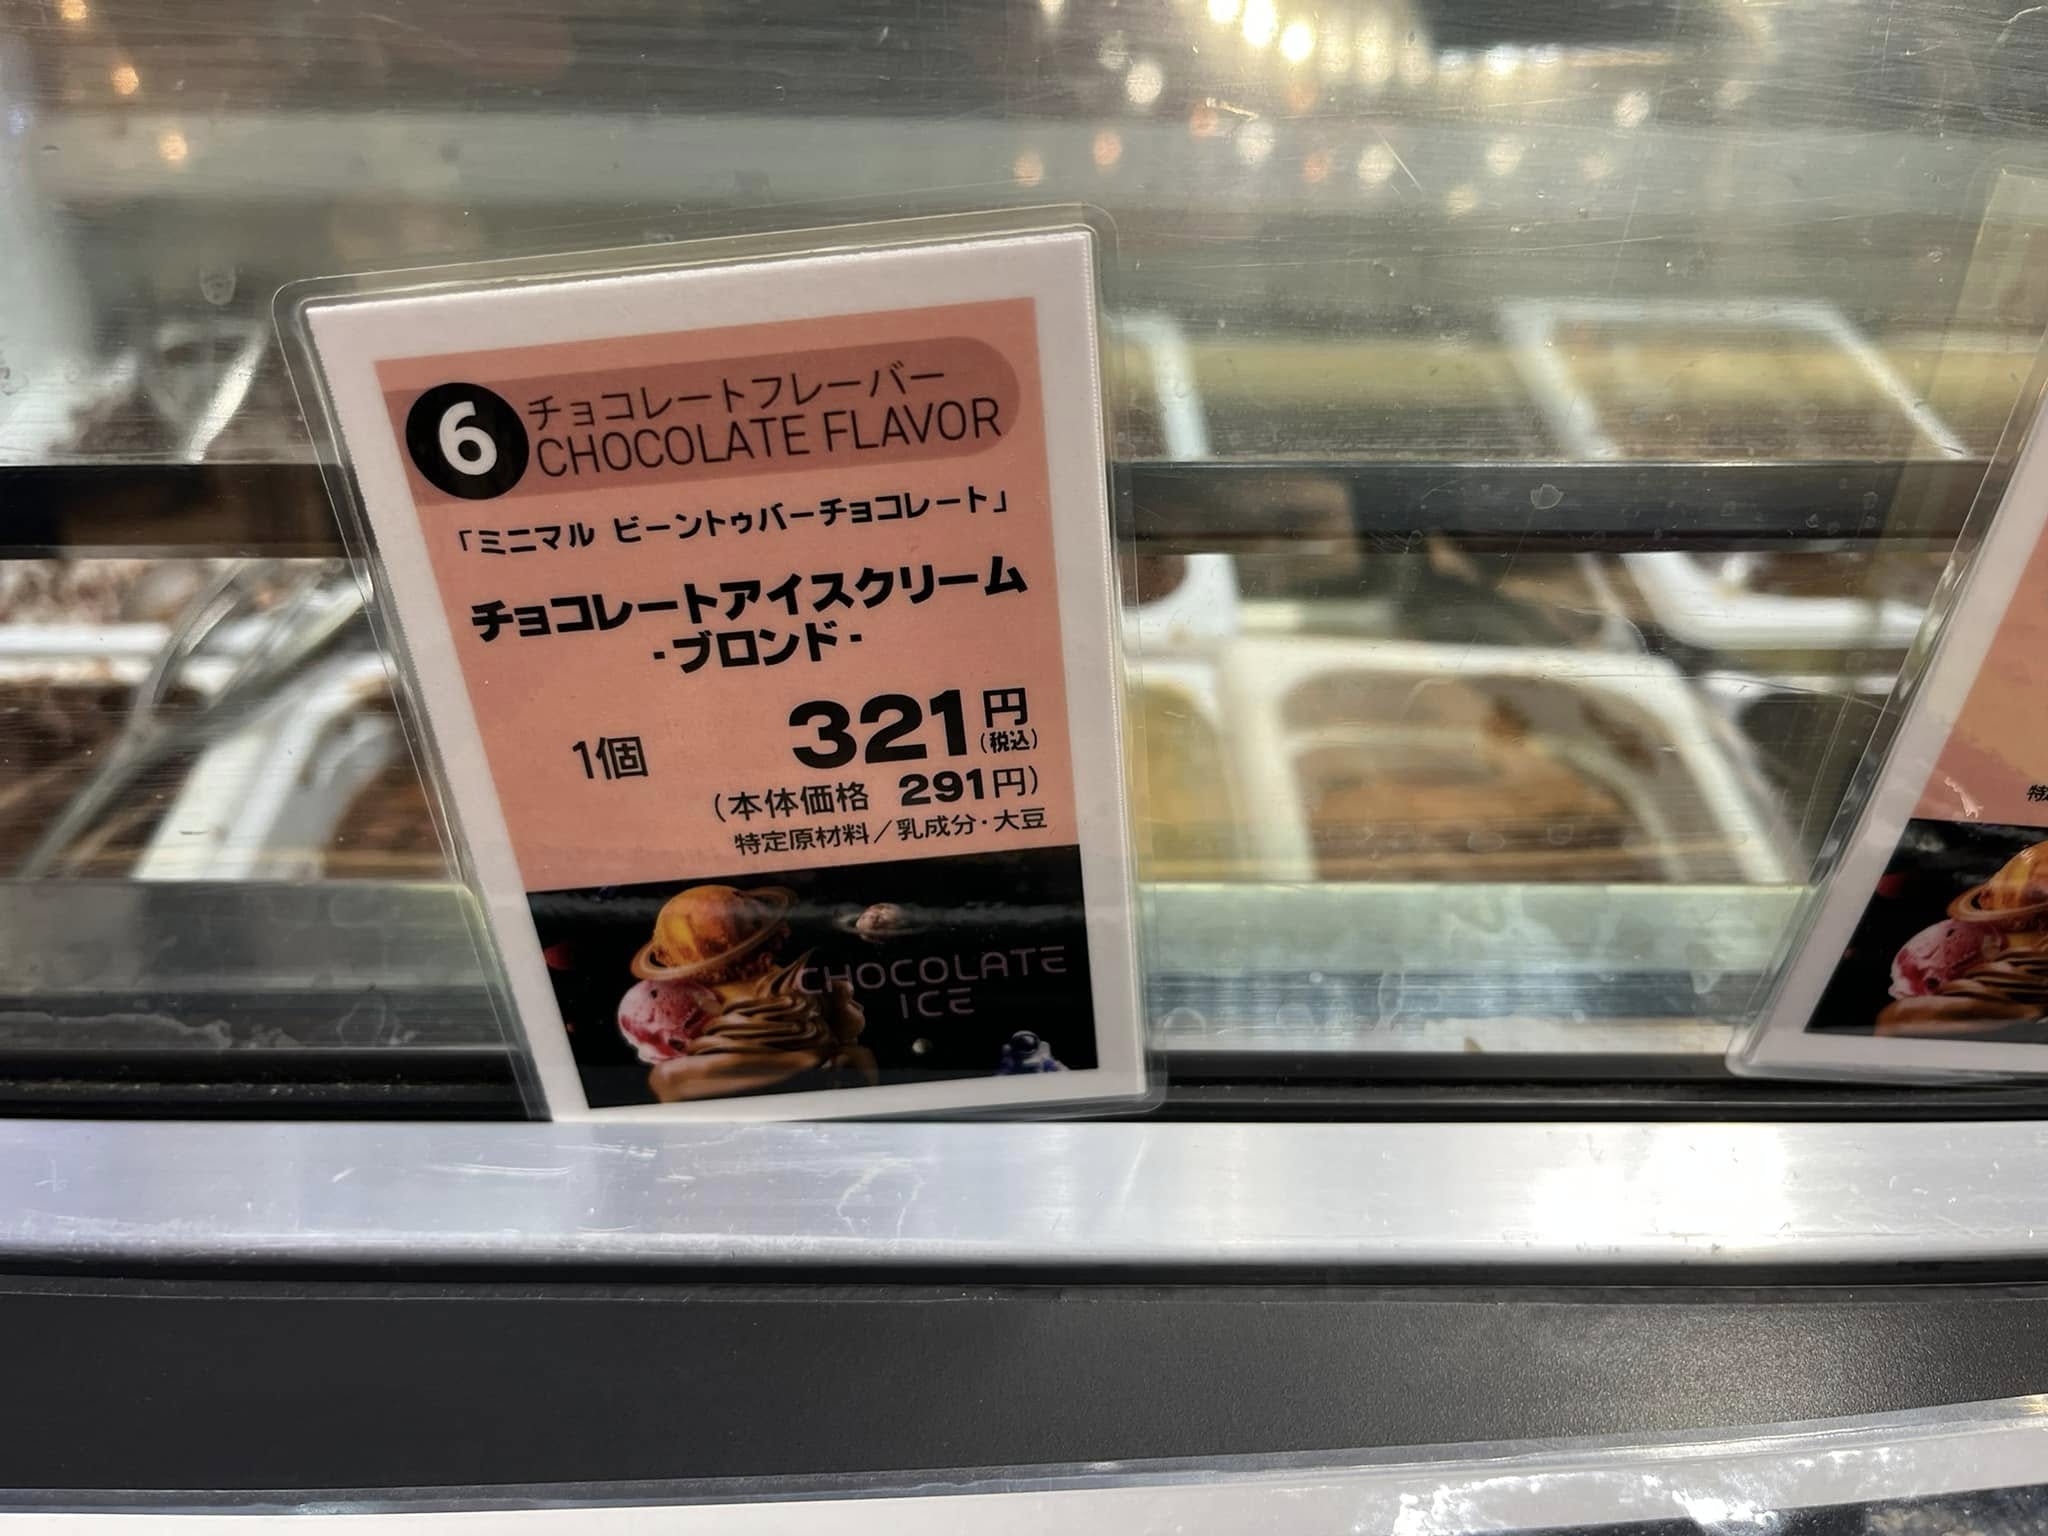 6
チョコレートフレーバー
CHOCOLATE FLAVOR
「ミニマル ビーントゥバーチョコレート」
チョコレートアイスクリーム
-ブロンド-
1個 321円
(税込)
(本体価格 291円)
特定原材料／乳成分・大豆
CHOCOLATE
ICE